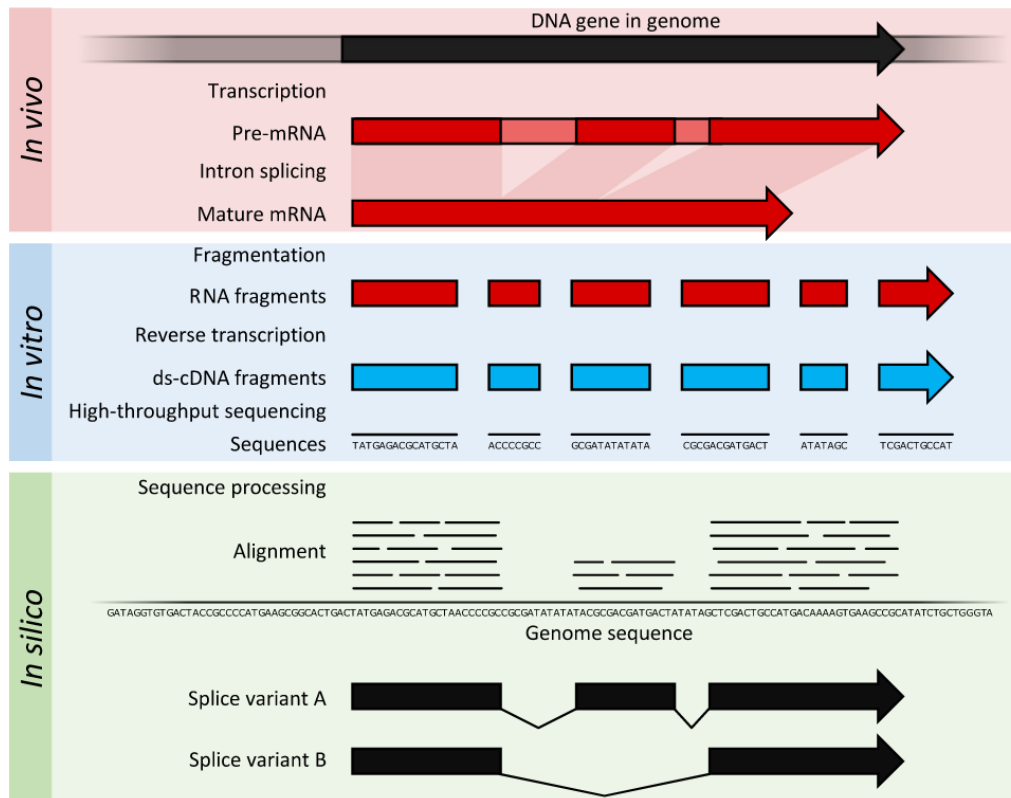 In vivo
DNA gene in genome
Transcription
Pre-mRNA
Intron splicing
Mature mRNA
In vitro
Fragmentation
RNA fragments
Reverse transcription
ds-cDNA fragments
High-throughput sequencing
Sequences
TATGAGACGCATGCTA ACCCCGCC GCGATATATATA CGCGACGATGACT ATATAGC TCGACTGCCAT
In silico
Sequence processing
Alignment
GATAGGTGTGACTACCGCCCCATGAAGCGGCACTGACTATGAGACGCATGCTAACCCCGCCGCGATATATATACGCGACGATGACTATATAGCTCGACTGCCATGACAAAAGTGAAGCCGCATATCTGCTGGGTA
Genome sequence
Splice variant A
Splice variant B